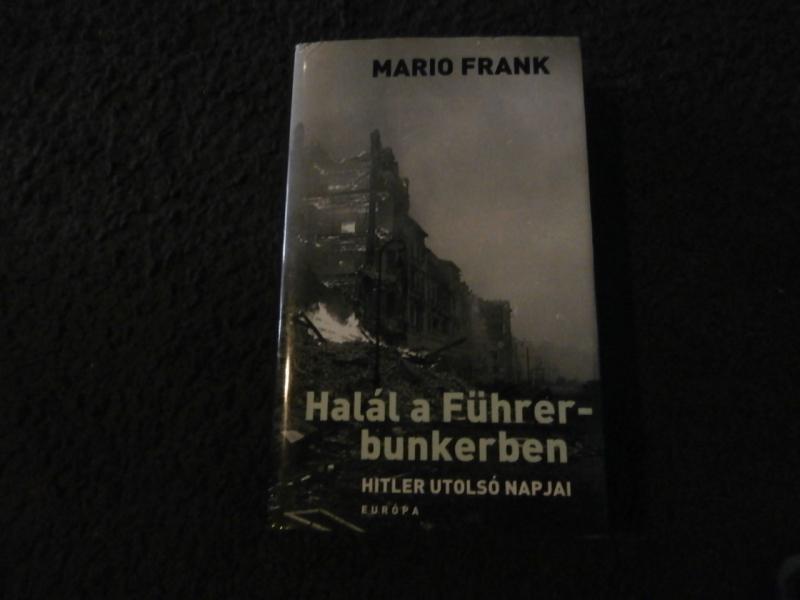 MARIO FRANK
Halál a Führer-
bunkerben
HITLER UTOLSÓ NAPJAI
EURÓPA